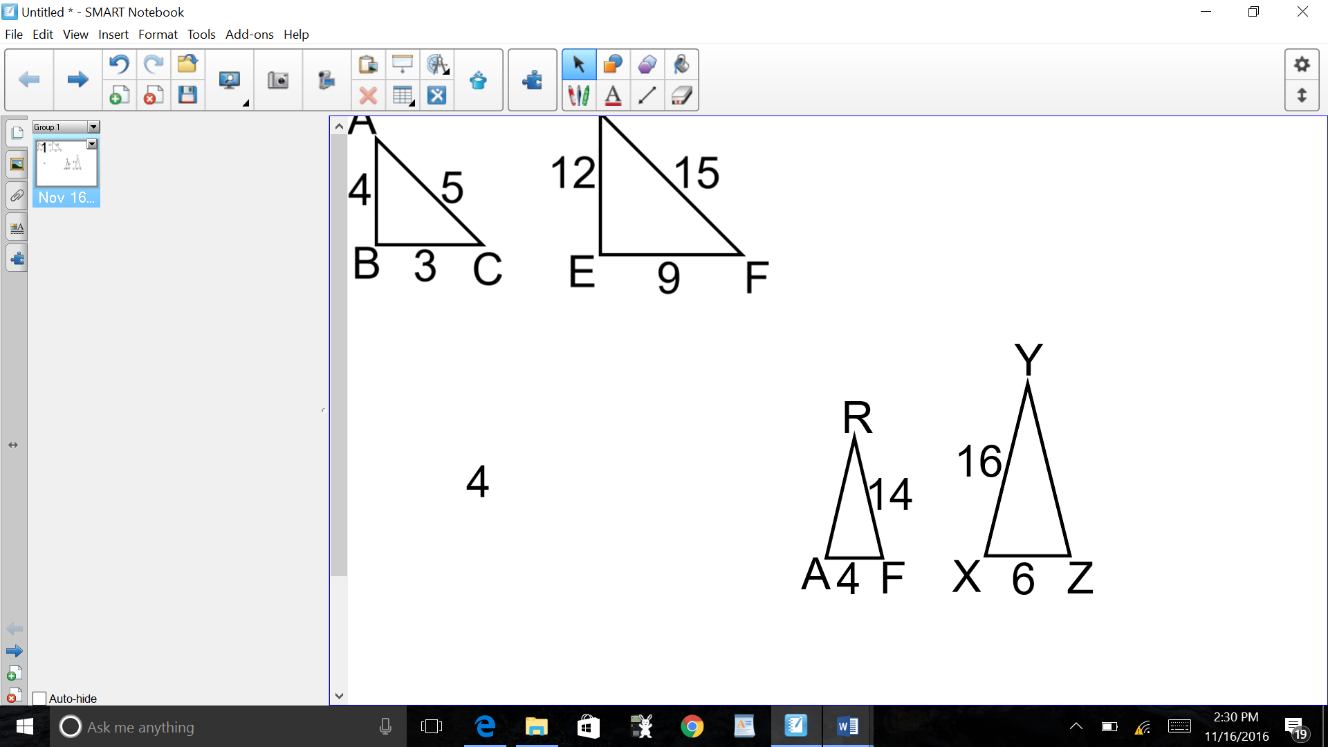 Untitled * - SMART Notebook
File Edit View Insert Format Tools Add-ons Help
Group 1
1
Nov 16...
A
4
5
B 3 C
12
15
E 9 F
4
R
14
A 4 F
Y
16
X 6 Z
Auto-hide
Ask me anything
2:30 PM
11/16/2016
19